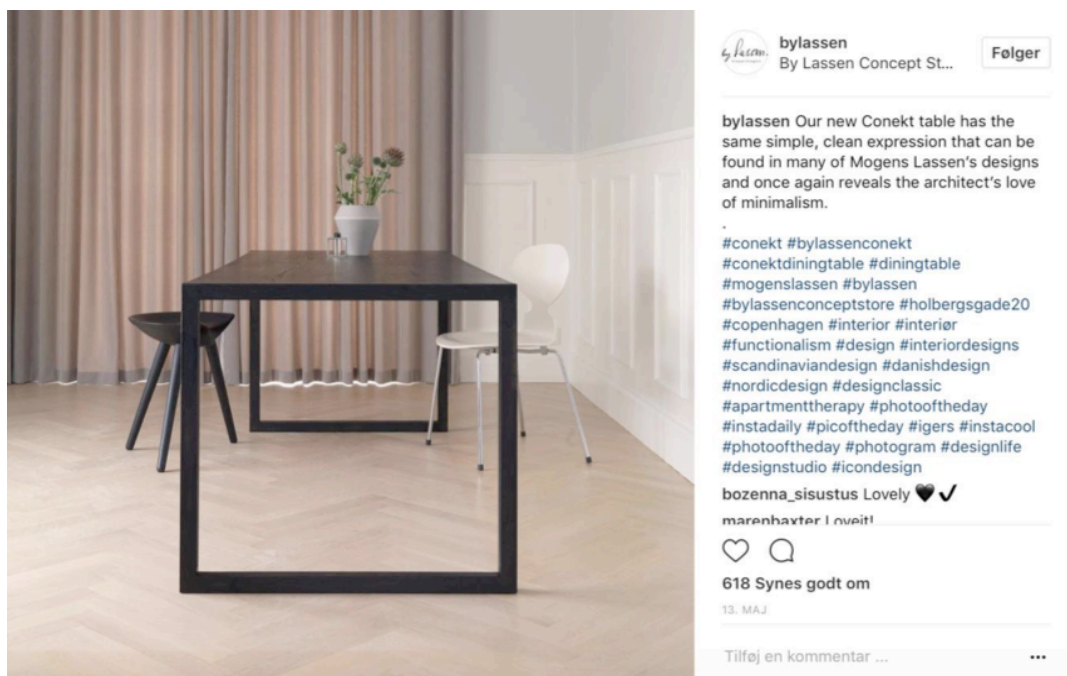 by lassen.
bylassen
By Lassen Concept St...
Følger
bylassen Our new Conekt table has the
same simple, clean expression that can be
found in many of Mogens Lassen's designs
and once again reveals the architect's love
of minimalism.
.
#conekt #bylassenconekt
#conektdiningtable #diningtable
#mogenslassen #bylassen
#bylassenconceptstore #holbergsgade20
#copenhagen #interior #interiør
#functionalism #design #interiordesigns
#scandinaviandesign #danishdesign
#nordicdesign #designclassic
#apartmenttherapy #photooftheday
#instadaily #picoftheday #igers #instacool
#photooftheday #photogram #designlife
#designstudio #icondesign
bozenna_sisustus Lovely 🖤 ✔
marenbaxter Loveit!
618 Synes godt om
13. MAJ
Tilføj en kommentar ...